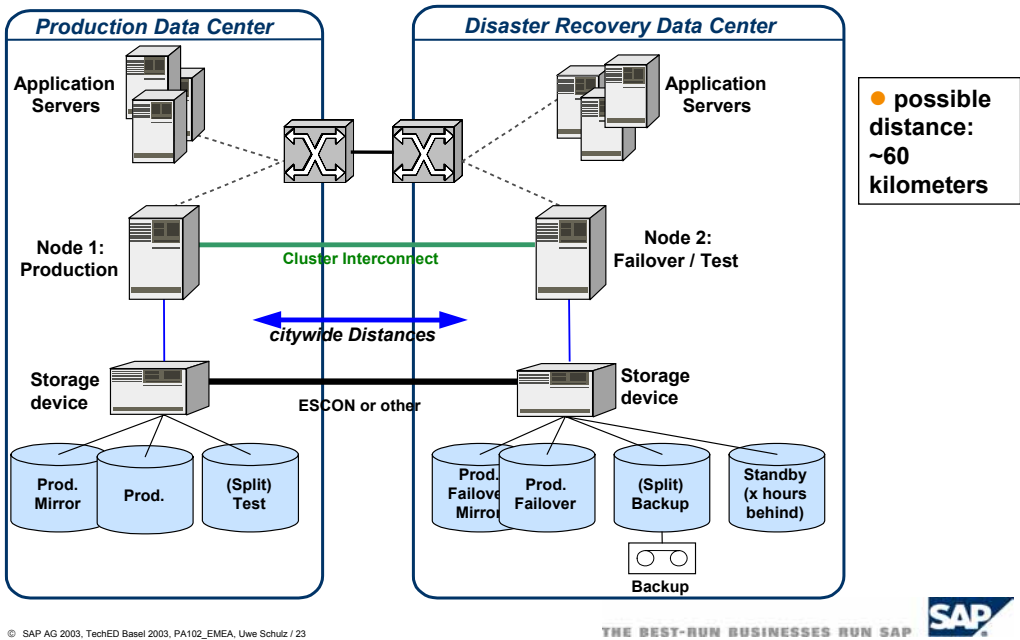 Production Data Center
Disaster Recovery Data Center
Application
Servers
Application
Servers
● possible
distance:
~60
kilometers
Node 1:
Production
Cluster Interconnect
Node 2:
Failover / Test
citywide Distances
Storage
device
ESCON or other
Storage
device
Prod.
Mirror
Prod.
(Split)
Test
Prod.
Failove
Mirro
Prod.
Failover
(Split)
Backup
Standby
(x hours
behind)
Backup
© SAP AG 2003, TechED Basel 2003, PA102_EMEA, Uwe Schulz / 23
THE BEST-RUN BUSINESSES RUN SAP
SAP